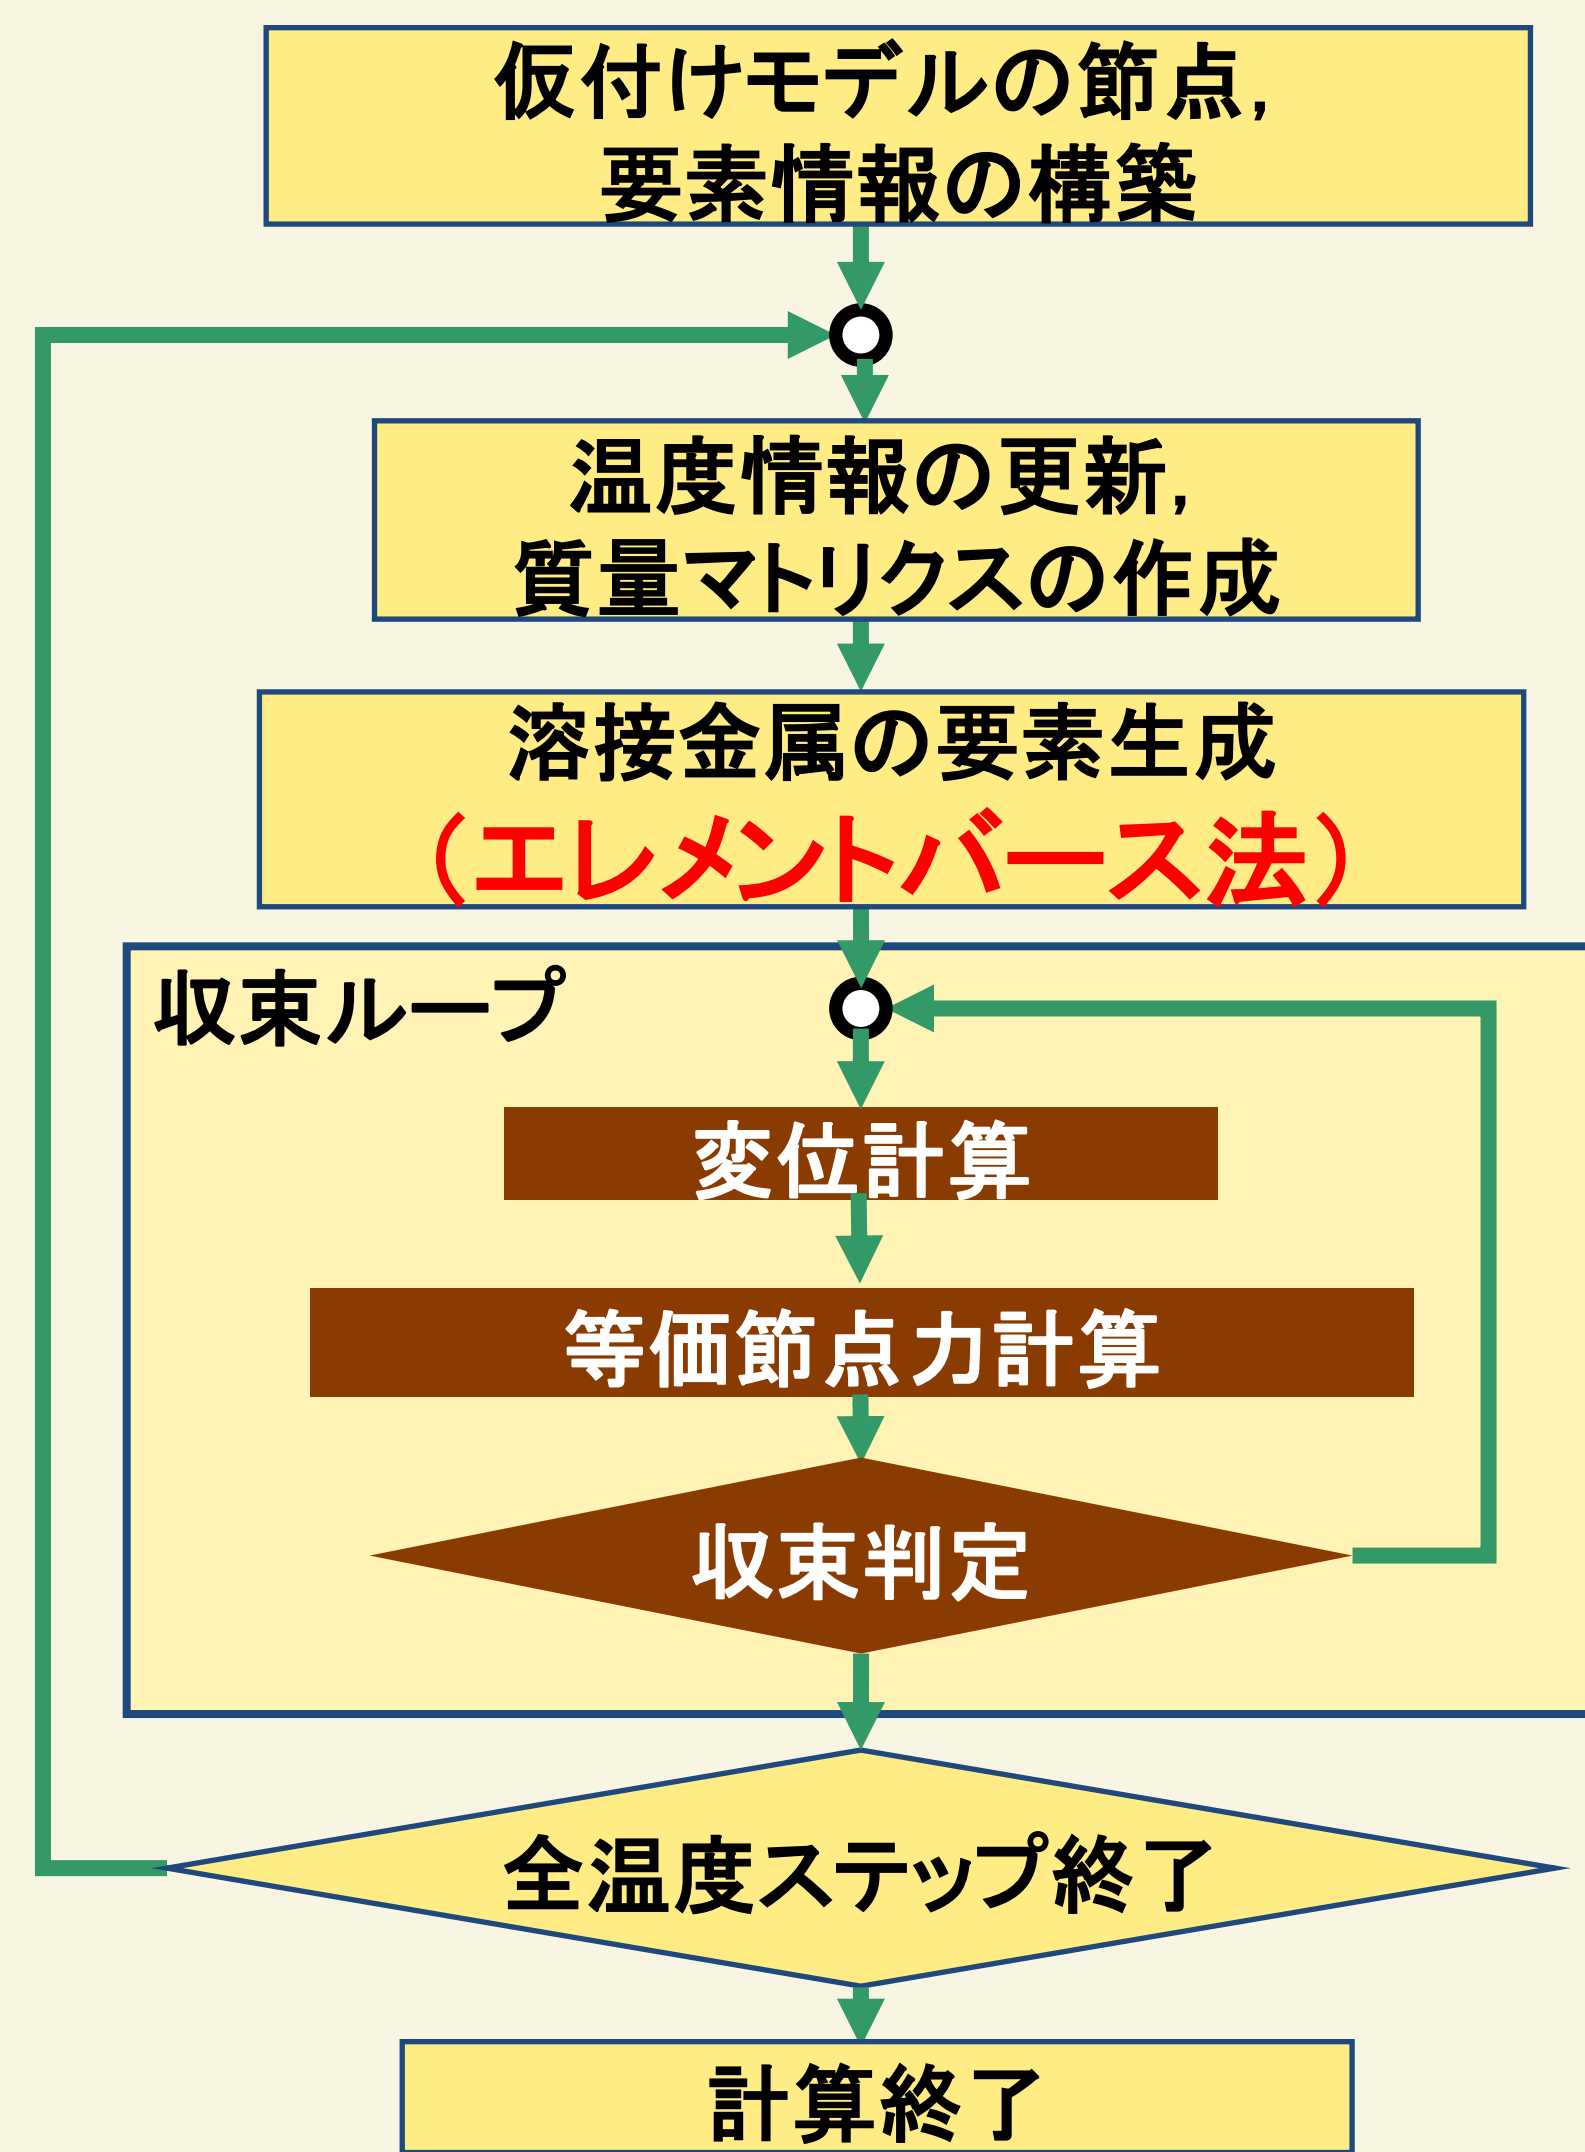 仮付けモデルの節点,
要素情報の構築
温度情報の更新,
質量マトリクスの作成
溶接金属の要素生成
（エレメントバース法）
収束ループ
変位計算
等価節点力計算
収束判定
全温度ステップ終了
計算終了